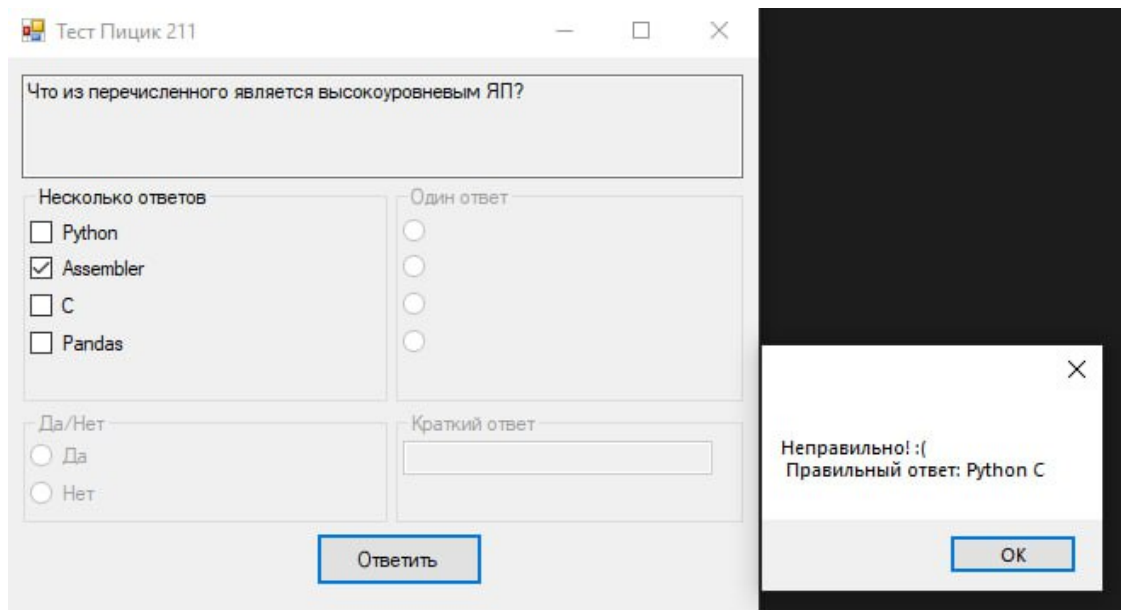 Тест Пицик 211
Что из перечисленного является высокоуровневым ЯП?
Несколько ответов
Python
Assembler
C
Pandas
Один ответ
Да/Нет
Да
Нет
Краткий ответ
Ответить
Неправильно! :(
Правильный ответ: Python C
OK